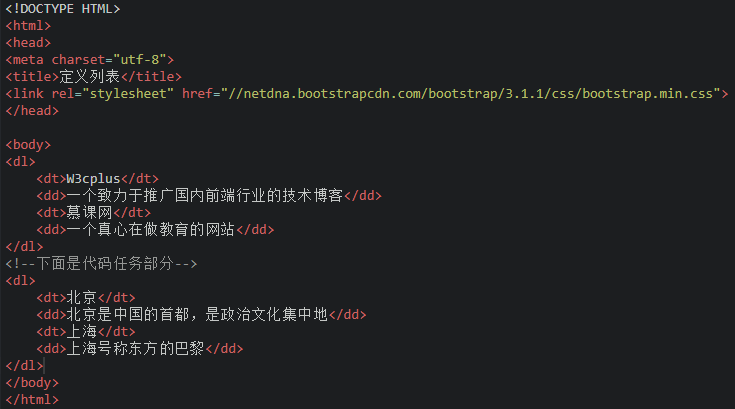 <!DOCTYPE HTML>
<html>
<head>
<meta charset="utf-8">
<title>定义列表</title>
<link rel="stylesheet" href="//netdna.bootstrapcdn.com/bootstrap/3.1.1/css/bootstrap.min.css">
</head>

<body>
<dl>
    <dt>W3cplus</dt>
    <dd>一个致力于推广国内前端行业的技术博客</dd>
    <dt>慕课网</dt>
    <dd>一个真心在做教育的网站</dd>
</dl>
<!--下面是代码任务部分-->
<dl>
    <dt>北京</dt>
    <dd>北京是中国的首都，是政治文化集中地</dd>
    <dt>上海</dt>
    <dd>上海号称东方的巴黎</dd>
</dl>
</body>
</html>